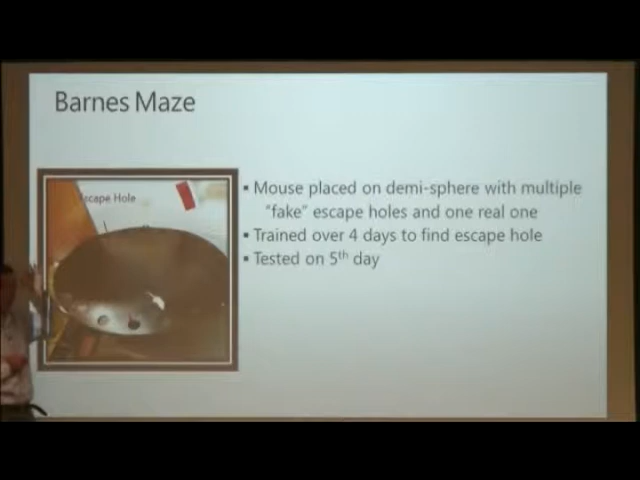 Barnes Maze
Escape Hole
▪ Mouse placed on demi-sphere with multiple
"fake" escape holes and one real one
▪ Trained over 4 days to find escape hole
▪ Tested on 5th day